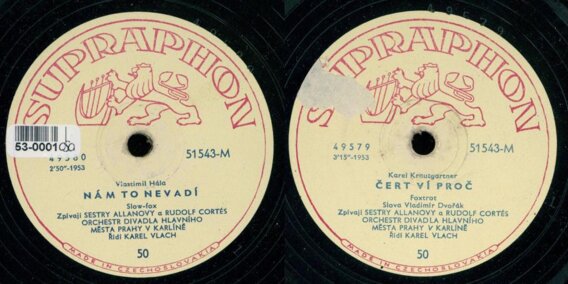 SUPRAPHON
53-0001
49580
2'50"-1953
51543-M
Vlastimil Hála
NÁM TO NEVADÍ
Slow-fox
Zpívají SESTRY ALLANOVY a RUDOLF CORTÉS
ORCHESTR DIVADLA HLAVNÍHO
MĚSTA PRAHY V KARLÍNĚ
Řídí KAREL VLACH
50
MADE IN CZECHOSLOVAKIA
49579
SUPRAPHON
49579
3'15"-1953
51543-M
Karel Krautgartner
ČERT VÍ PROČ
Foxtrot
Slova Vladimír Dvořák
Zpívají SESTRY ALLANOVY a RUDOLF CORTÉS
ORCHESTR DIVADLA HLAVNÍHO
MĚSTA PRAHY V KARLÍNĚ
Řídí KAREL VLACH
50
MADE IN CZECHOSLOVAKIA